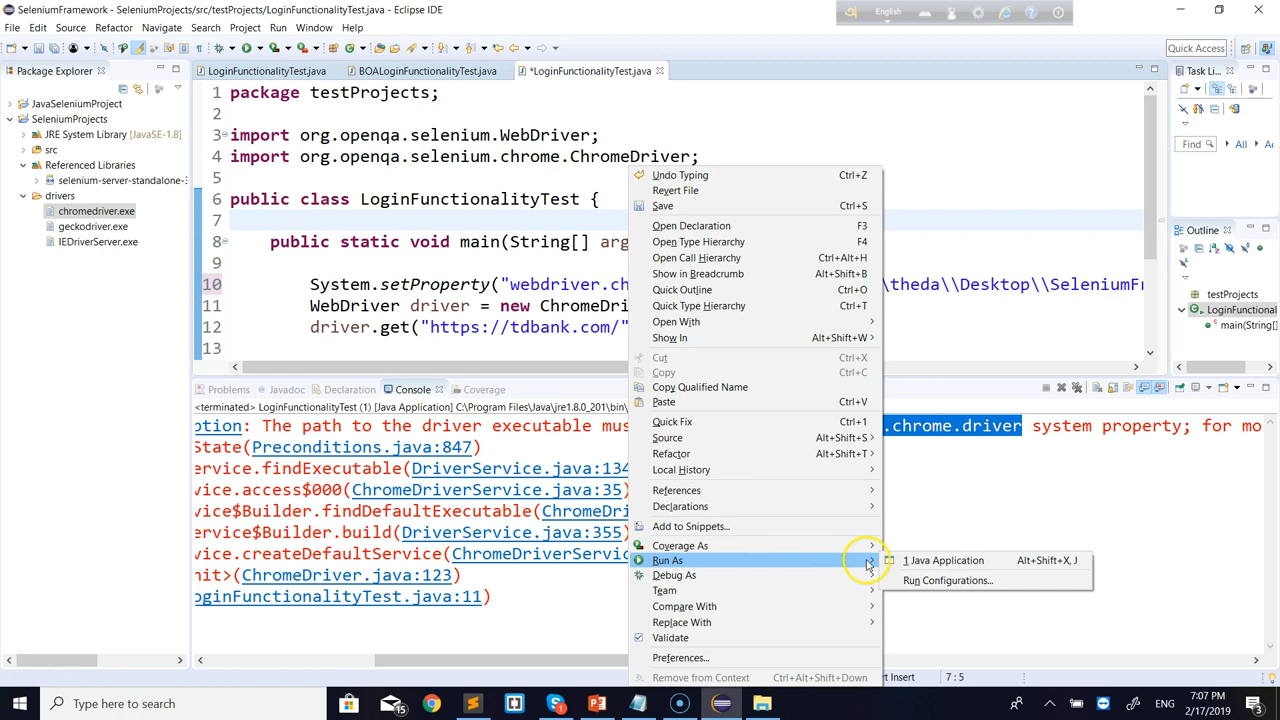 SeleniumFramework - SeleniumProjects/src/testProjects/LoginFunctionalityTest.java - Eclipse IDE
English
File Edit Source Refactor Navigate Search Project Run Window Help
Quick Access
Package Explorer
LoginFunctionalityTest.java
BOALoginFunctionalityTest.java
*LoginFunctionalityTest.java
Task Li...
JavaSeleniumProject
SeleniumProjects
JRE System Library [JavaSE-1.8]
src
Referenced Libraries
selenium-server-standalone-
drivers
chromedriver.exe
geckodriver.exe
IEDriverServer.exe
1 package testProjects;
2
3 import org.openqa.selenium.WebDriver;
4 import org.openqa.selenium.chrome.ChromeDriver;
5
6 public class LoginFunctionalityTest {
7
8 public static void main(String[] arg
9
10 System.setProperty("webdriver.ch
\theda\\Desktop\\SeleniumFr
11 WebDriver driver = new ChromeDri
12 driver.get("https://tdbank.com/"
13
Find
All
Ac
Outline
testProjects
LoginFunctional
main(String[]
Undo Typing Ctrl+Z
Revert File
Save Ctrl+S
Open Declaration F3
Open Type Hierarchy F4
Open Call Hierarchy Ctrl+Alt+H
Show in Breadcrumb Alt+Shift+B
Quick Outline Ctrl+O
Quick Type Hierarchy Ctrl+T
Open With
Show In Alt+Shift+W
Cut Ctrl+X
Copy Ctrl+C
Copy Qualified Name
Paste Ctrl+V
Quick Fix Ctrl+1
Source Alt+Shift+S
Refactor Alt+Shift+T
Local History
References
Declarations
Add to Snippets...
Coverage As
Run As
Debug As
Team
Compare With
Replace With
Validate
Preferences...
Remove from Context Ctrl+Alt+Shift+Down
1 Java Application Alt+Shift+X, J
Run Configurations...
Problems Javadoc Declaration Console Coverage
<terminated> LoginFunctionalityTest (1) [Java Application] C:\Program Files\Java\jre1.8.0_201\bin\
ption: The path to the driver executable mus
.chrome.driver system property; for mo
State(Preconditions.java:847)
ervice.findExecutable(DriverService.java:134
vice.access$000(ChromeDriverService.java:35)
vice$Builder.findDefaultExecutable(ChromeDri
ervice$Builder.build(DriverService.java:355)
vice.createDefaultService(ChromeDriverServic
nit>(ChromeDriver.java:123)
oginFunctionalityTest.java:11)
rt Insert
7 : 5
Type here to search
15
7:07 PM
2/17/2019
3